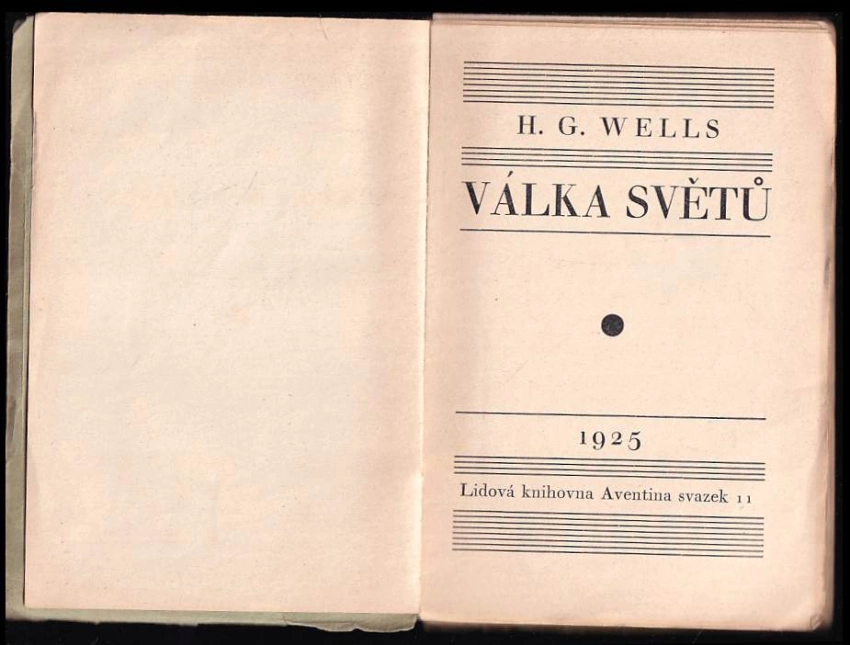 H. G. WELLS
VÁLKA SVĚTŮ
1925
Lidová knihovna Aventina svazek 11